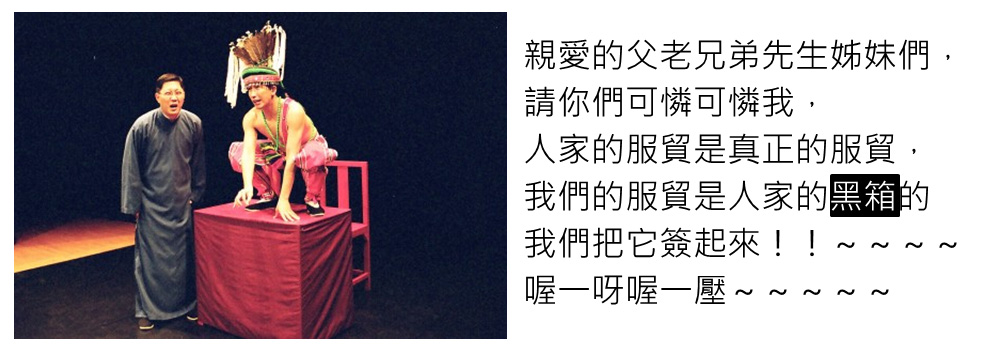 親愛的父老兄弟先生姊妹們，
請你們可憐可憐我，
人家的服貿是真正的服貿，
我們的服貿是人家的黑箱的
我們把它簽起來！！～～～～
喔一呀喔一壓～～～～～